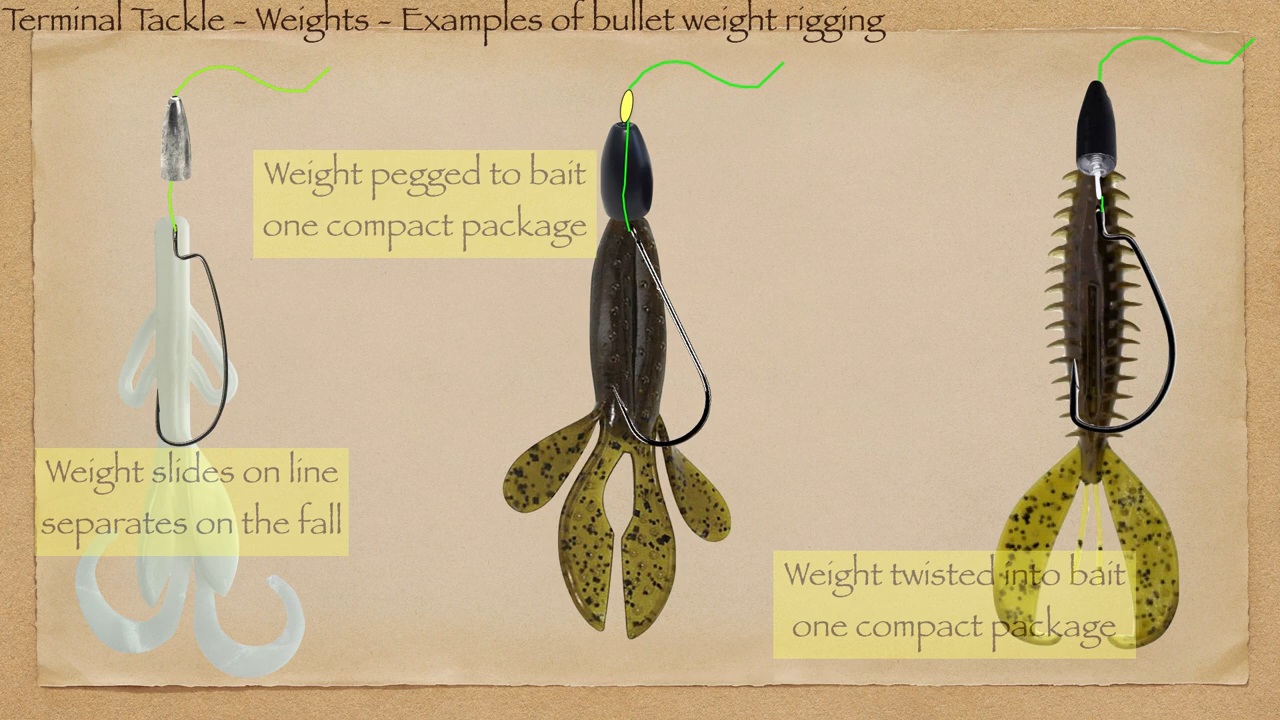 Terminal Tackle - Weights - Examples of bullet weight rigging
Weight pegged to bait
one compact package
Weight slides on line
separates on the fall
Weight twisted into bait
one compact package